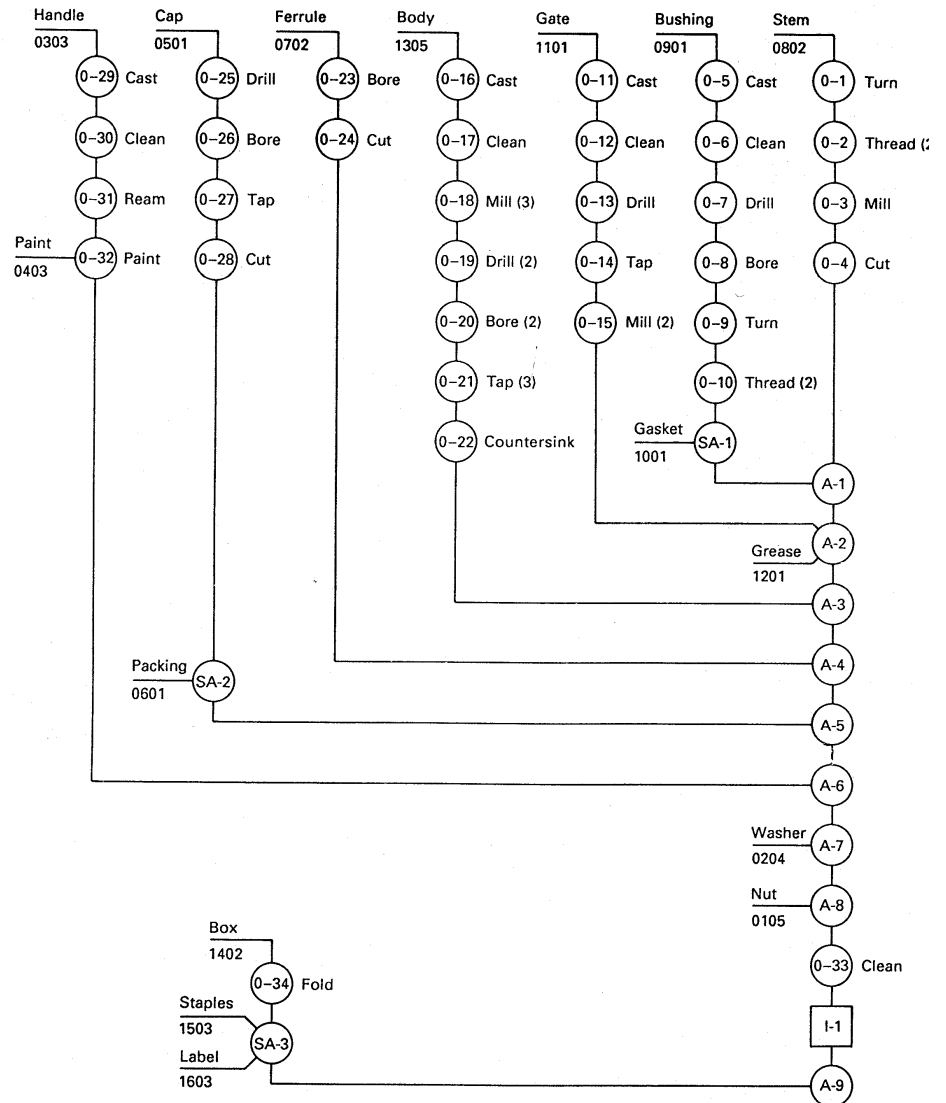 Handle
0303
Cap
0501
Ferrule
0702
Body
1305
Gate
1101
Bushing
0901
Stem
0802
0-29 Cast
0-30 Clean
0-31 Ream
Paint
0403
0-32 Paint
0-25 Drill
0-26 Bore
0-27 Tap
0-28 Cut
0-23 Bore
0-24 Cut
0-16 Cast
0-17 Clean
0-18 Mill (3)
0-19 Drill (2)
0-20 Bore (2)
0-21 Tap (3)
0-22 Countersink
0-11 Cast
0-12 Clean
0-13 Drill
0-14 Tap
0-15 Mill (2)
0-5 Cast
0-6 Clean
0-7 Drill
0-8 Bore
0-9 Turn
0-10 Thread (2)
Gasket
1001
SA-1
0-1 Turn
0-2 Thread (2
0-3 Mill
0-4 Cut
A-1
A-2
Grease
1201
A-3
A-4
Packing
0601
SA-2
A-5
A-6
Washer
0204
A-7
Nut
0105
A-8
0-33 Clean
I-1
Box
1402
0-34 Fold
Staples
1503
SA-3
Label
1603
A-9